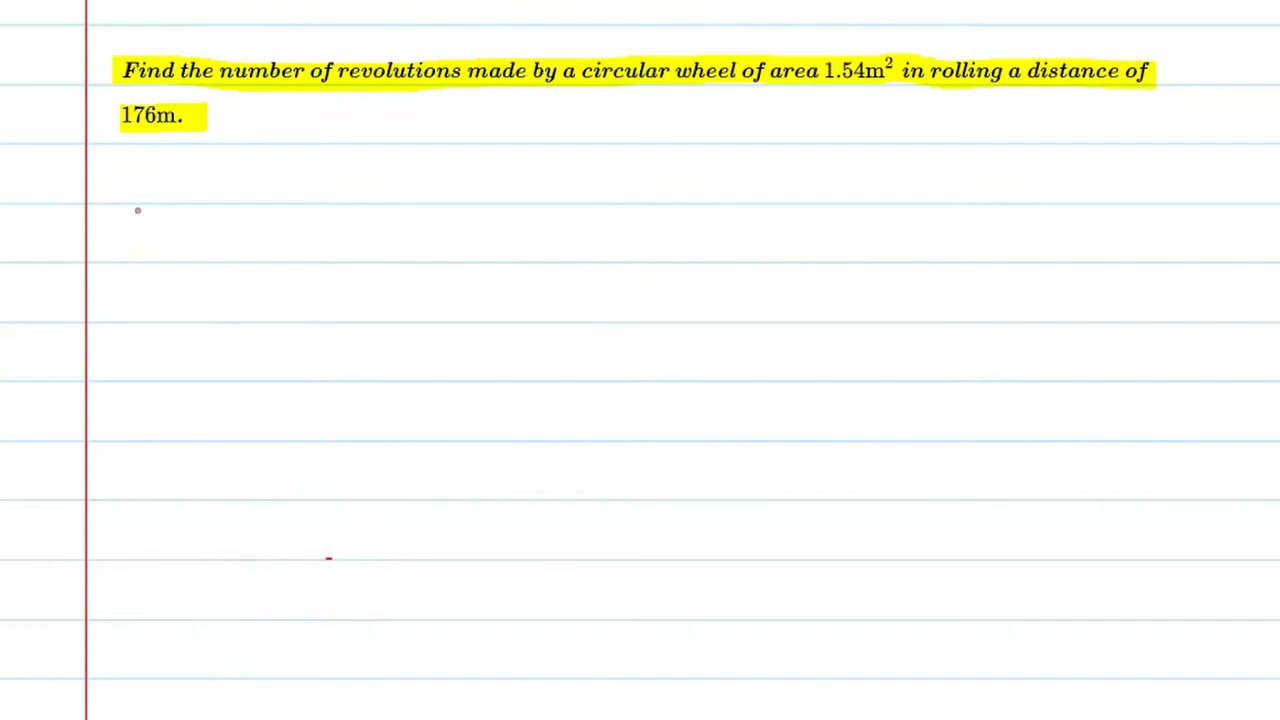 Find the number of revolutions made by a circular wheel of area 1.54m² in rolling a distance of
176m.